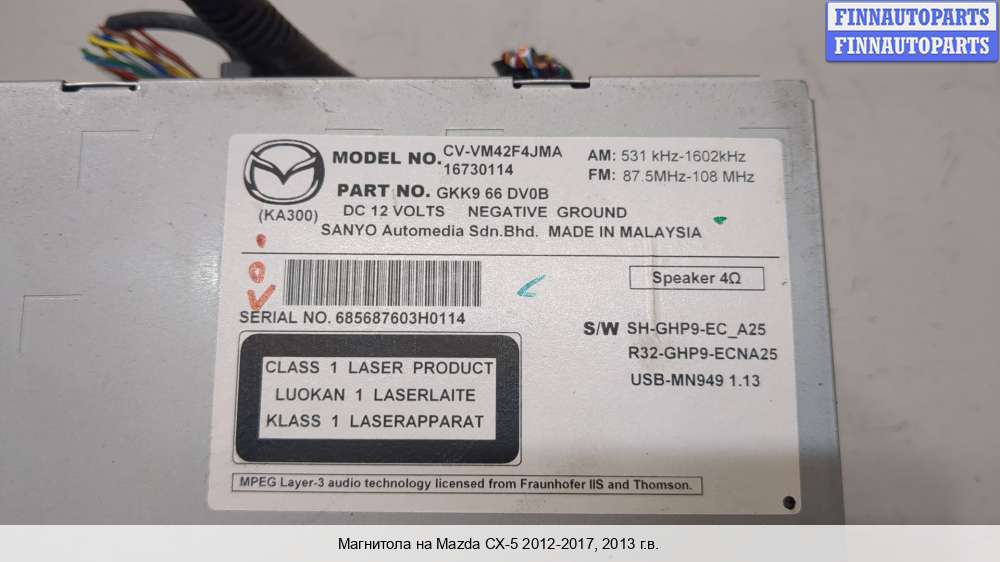 FINNAUTOPARTS
FINNAUTOPARTS
MODEL NO. CV-VM42F4JMA
16730114
AM: 531 kHz-1602kHz
FM: 87.5MHz-108 MHz
PART NO. GKK9 66 DV0B
(KA300)
DC 12 VOLTS NEGATIVE GROUND
SANYO Automedia Sdn.Bhd. MADE IN MALAYSIA
Speaker 4Ω
SERIAL NO. 685687603H0114
S/W SH-GHP9-EC_A25
R32-GHP9-ECNA25
USB-MN949 1.13
CLASS 1 LASER PRODUCT
LUOKAN 1 LASERLAITE
KLASS 1 LASERAPPARAT
MPEG Layer-3 audio technology licensed from Fraunhofer IIS and Thomson.
Магнитола на Mazda CX-5 2012-2017, 2013 г.в.